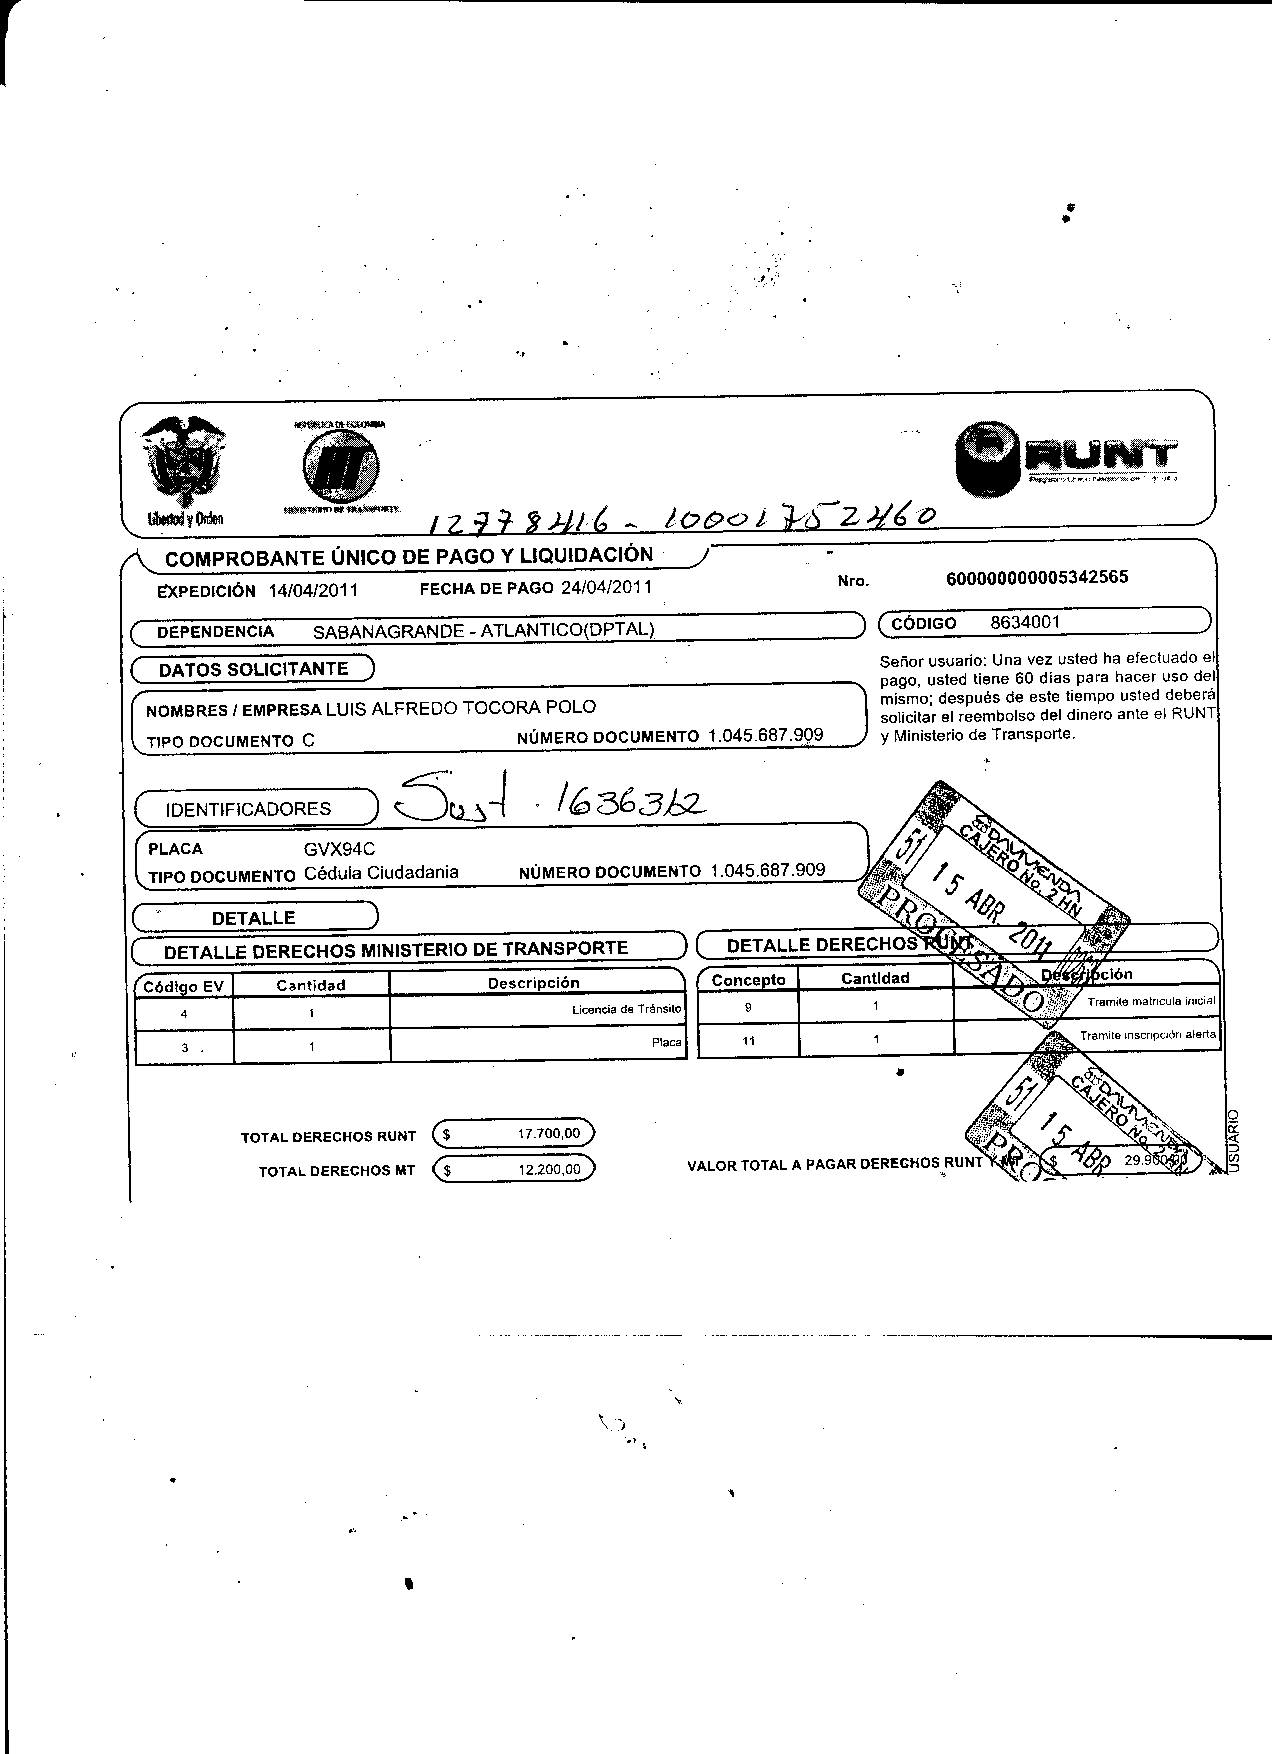 REPUBLICA DE COLOMBIA
RUNT
Libertad y Orden
MINISTERIO DE TRANSPORTE
12778416 - 10001752460
COMPROBANTE ÚNICO DE PAGO Y LIQUIDACIÓN
EXPEDICIÓN 14/04/2011 FECHA DE PAGO 24/04/2011 Nro. 600000000005342565
DEPENDENCIA SABANAGRANDE - ATLANTICO(DPTAL) CÓDIGO 8634001
DATOS SOLICITANTE
Señor usuario: Una vez usted ha efectuado el
pago, usted tiene 60 dias para hacer uso del
mismo; después de este tiempo usted deberá
solicitar el reembolso del dinero ante el RUNT
y Ministerio de Transporte.
NOMBRES / EMPRESA LUIS ALFREDO TOCORA POLO
TIPO DOCUMENTO C NÚMERO DOCUMENTO 1.045.687.909
IDENTIFICADORES Sust. 1636362
PLACA GVX94C
TIPO DOCUMENTO Cédula Ciudadania NÚMERO DOCUMENTO 1.045.687.909
DAVIVIENDA
CAJERO No. 2 HN
51
15 ABR 2011
PROCESADO
DETALLE
DETALLE DERECHOS MINISTERIO DE TRANSPORTE DETALLE DERECHOS RUNT
Código EV Cantidad Descripción Concepto Cantidad Descripción
4 1 Licencia de Tránsito 9 1 Tramite matricula inicial
3 1 Placa 11 1 Tramite inscripción alerta
DAVIVIENDA
CAJERO No. 2
51
15 ABR
PRO
TOTAL DERECHOS RUNT $ 17.700,00
TOTAL DERECHOS MT $ 12.200,00 VALOR TOTAL A PAGAR DERECHOS RUNT Y MT $ 29.900,00
USUARIO